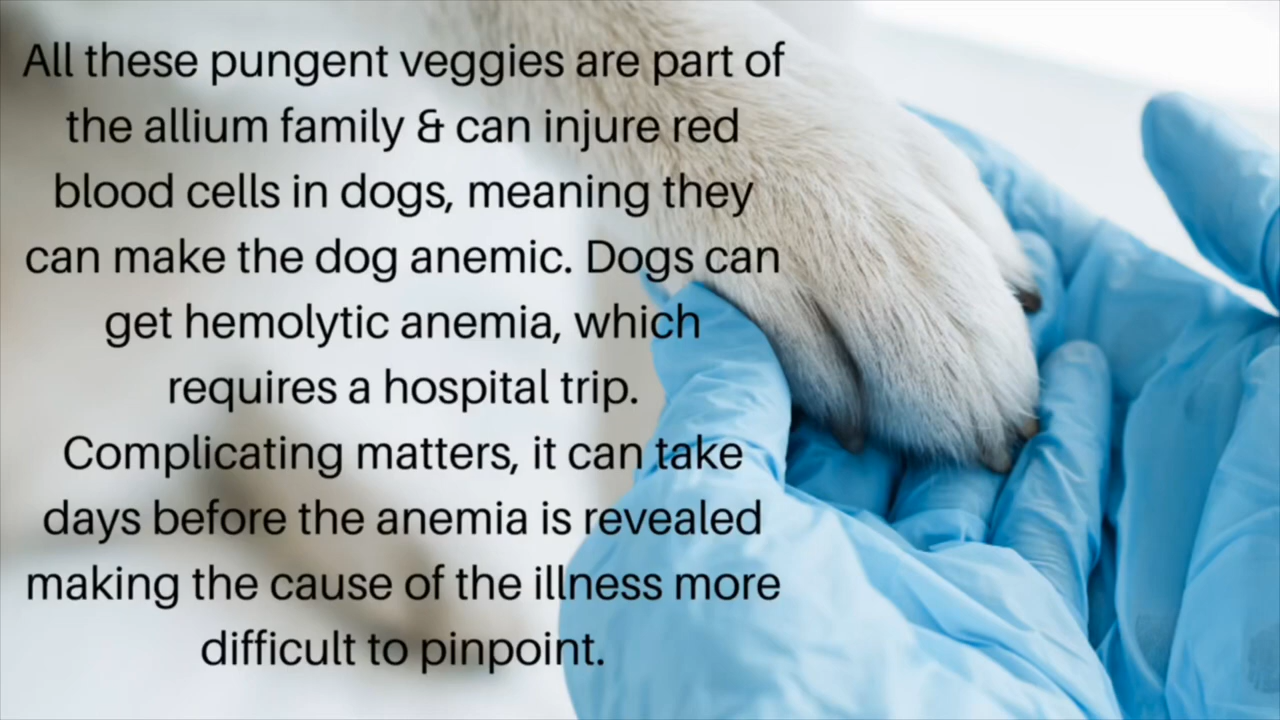 All these pungent veggies are part of
the allium family & can injure red
blood cells in dogs, meaning they
can make the dog anemic. Dogs can
get hemolytic anemia, which
requires a hospital trip.
Complicating matters, it can take
days before the anemia is revealed
making the cause of the illness more
difficult to pinpoint.